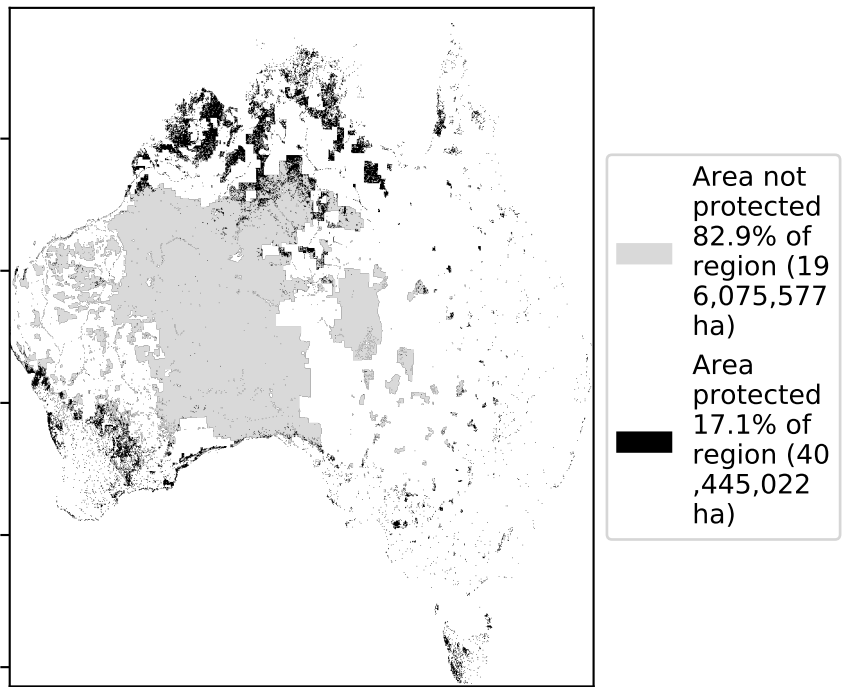 Area not
protected
82.9% of
region (19
6,075,577
ha)
Area
protected
17.1% of
region (40
,445,022
ha)